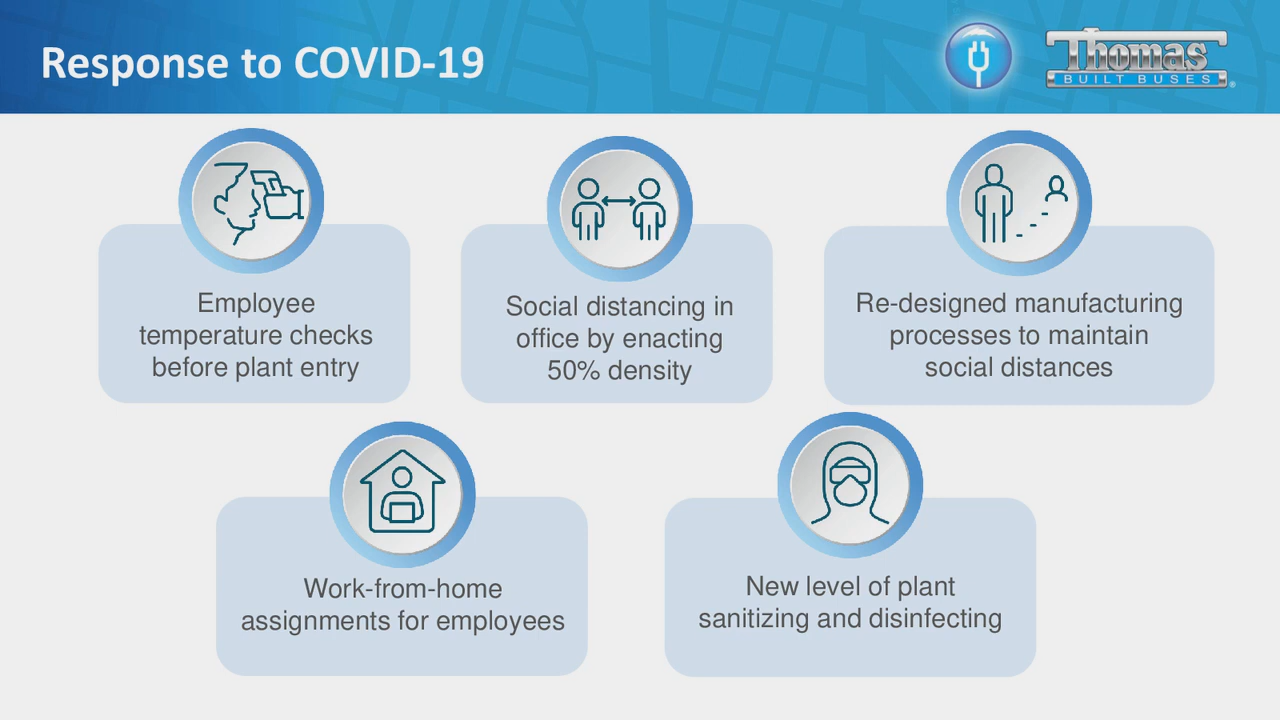 Response to COVID-19
Thomas
BUILT BUSES
®
Employee
temperature checks
before plant entry
Social distancing in
office by enacting
50% density
Re-designed manufacturing
processes to maintain
social distances
Work-from-home
assignments for employees
New level of plant
sanitizing and disinfecting